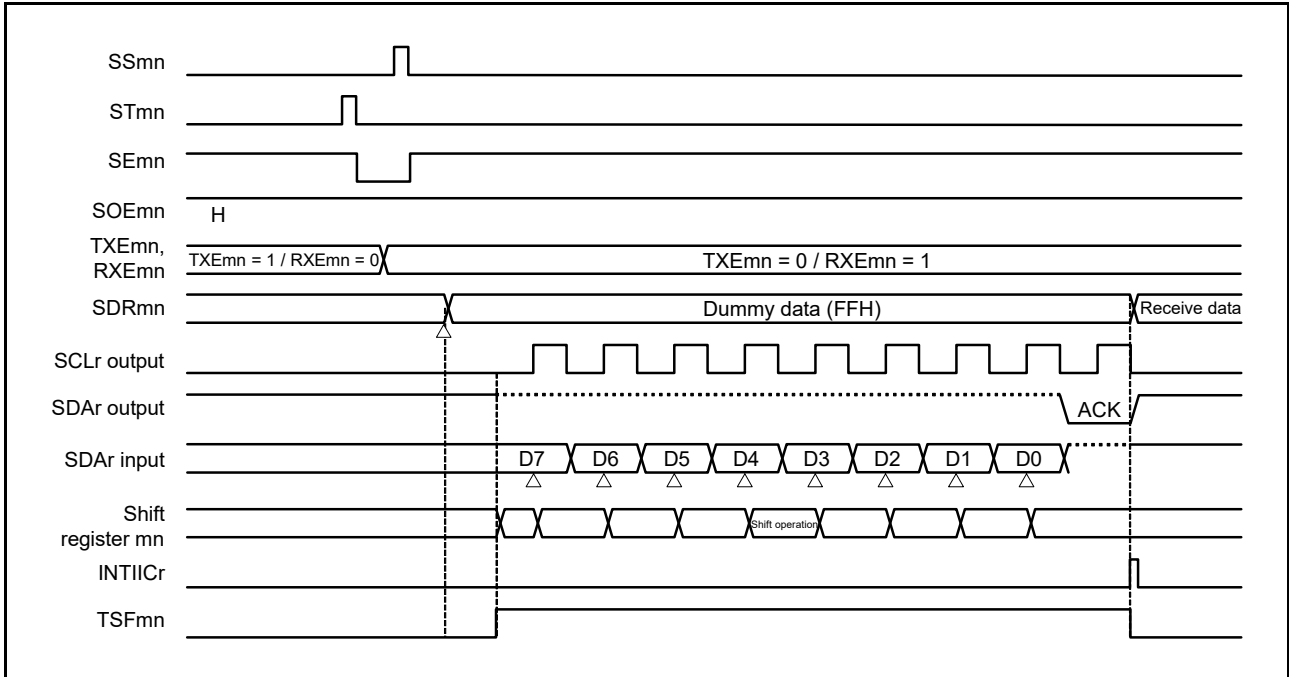 SSmn
STmn
SEmn
SOEmn H
TXEmn,
RXEmn
TXEmn = 1 / RXEmn = 0 TXEmn = 0 / RXEmn = 1
SDRmn Dummy data (FFH) Receive data
SCLr output
SDAr output ACK
SDAr input D7 D6 D5 D4 D3 D2 D1 D0
Shift
register mn
Shift operation
INTIICr
TSFmn